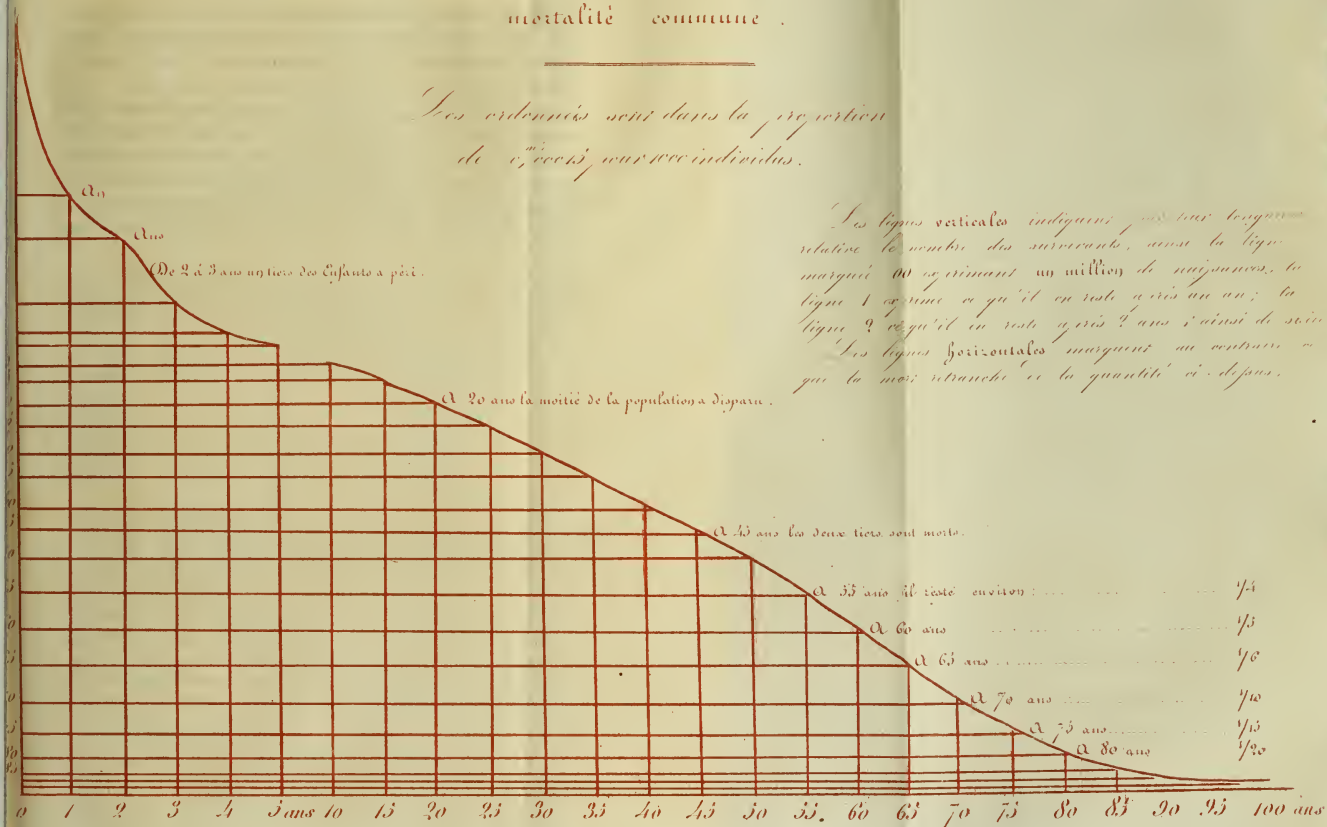 mortalité commune .
Les ordonnées sont dans la proportion
de pour 1000 individus.
Les lignes verticales indiquent par leur
relative le nombre des survivants, ainsi la ligne
marquée 00 exprimant un million de naissances, la
ligne 1 exprime ce qu'il en reste après un an ; la
ligne 2 ce qu'il en reste après 2 ans ; ainsi de
Les lignes horizontales marquent au contraire ce
que la mort retranche de la quantité ci-dessus.
An
Ans
De 2 à 3 ans un tiers des Enfants a péri.
A 20 ans la moitié de la population a disparu.
A 45 ans les deux tiers sont morts.
A 55 ans il reste environ : 1/4
A 60 ans 1/5
A 65 ans 1/6
A 70 ans 1/10
A 75 ans 1/15
A 80 ans 1/20
80
85
0 1 2 3 4 5 ans 10 15 20 25 30 35 40 45 50 55 60 65 70 75 80 85 90 95 100 ans